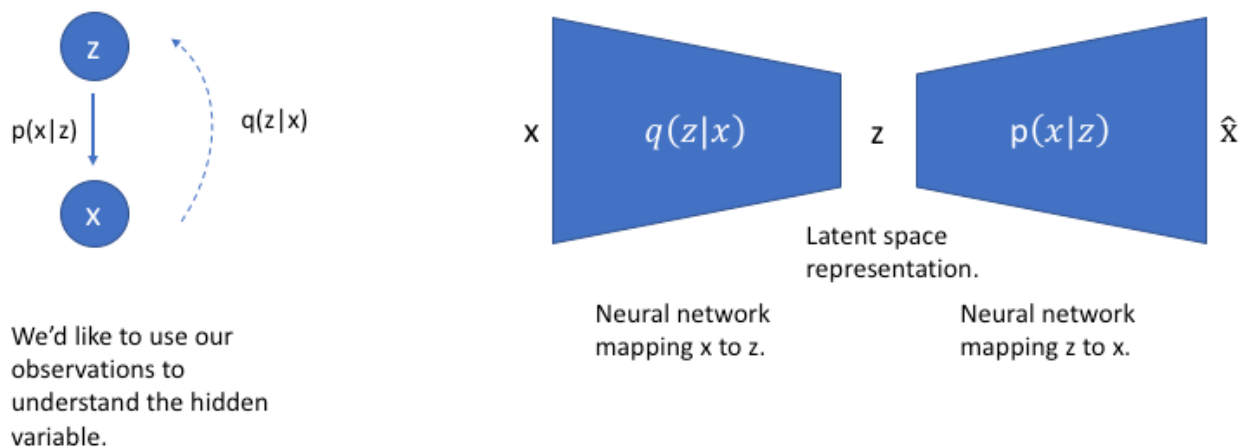 z
p(x|z)
q(z|x)
x
We'd like to use our
observations to
understand the hidden
variable.
x
q(z|x)
z
p(x|z)
x̂
Latent space
representation.
Neural network
mapping x to z.
Neural network
mapping z to x.